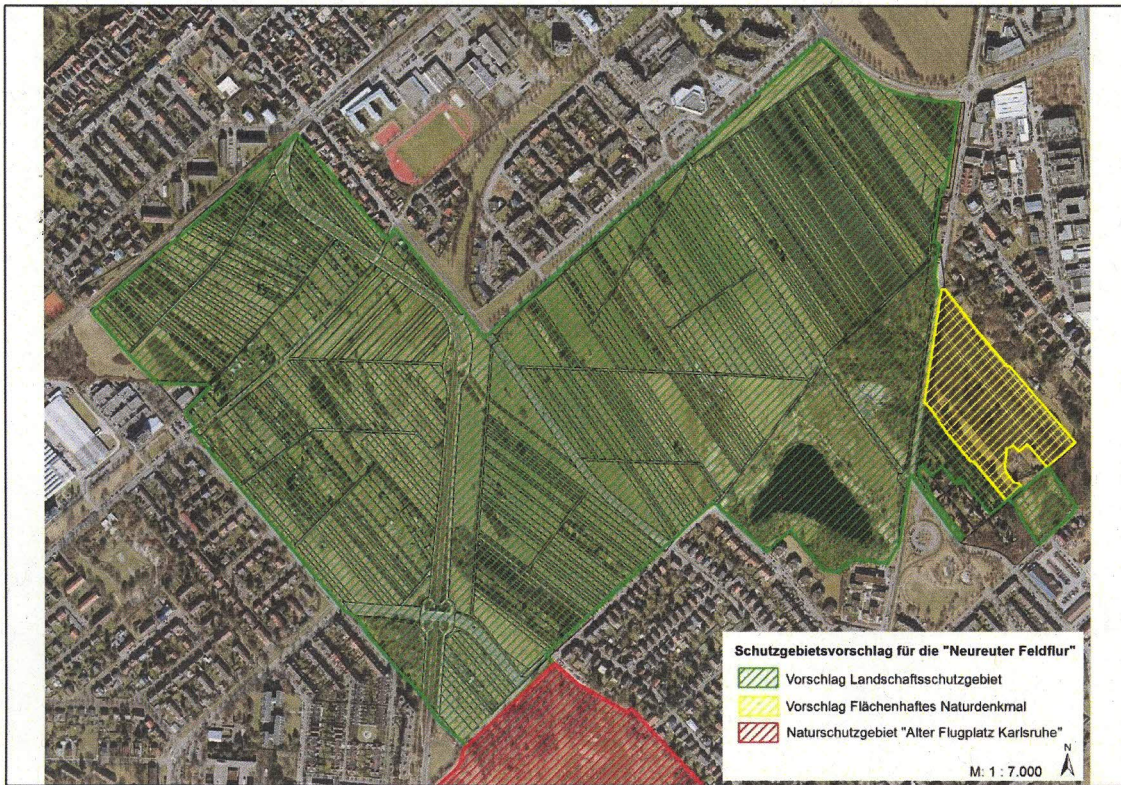 Schutzgebietsvorschlag für die "Neureuter Feldflur"
Vorschlag Landschaftsschutzgebiet
Vorschlag Flächenhaftes Naturdenkmal
Naturschutzgebiet "Alter Flugplatz Karlsruhe"
N
M: 1 : 7.000